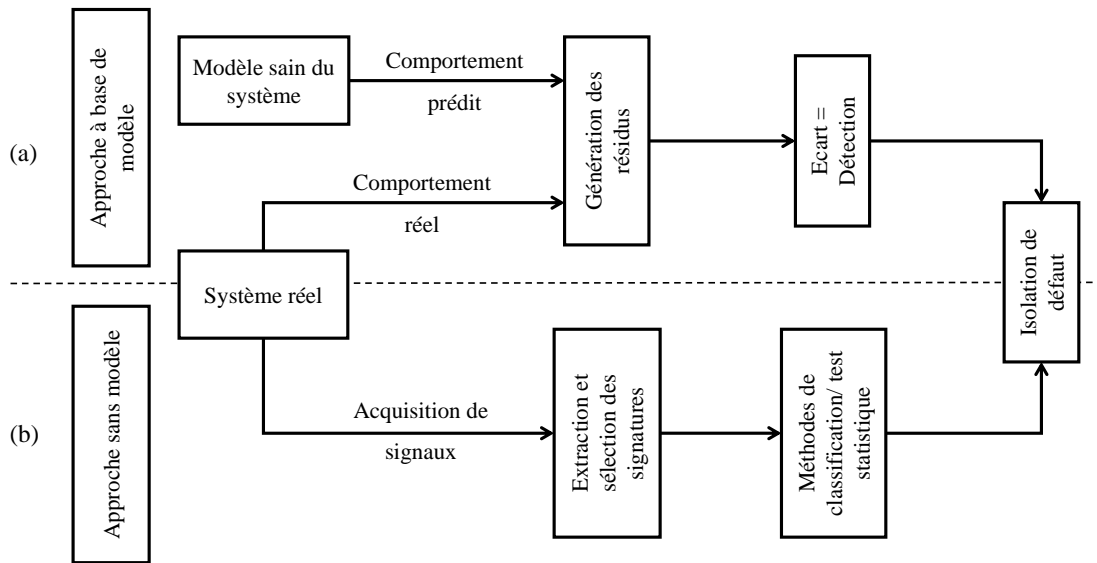 (a)
Approche à base de
modèle
Modèle sain du
système
Comportement
prédit
Comportement
réel
Génération des
résidus
Ecart =
Détection
Système réel
Isolation de
défaut
(b)
Approche sans modèle
Acquisition de
signaux
Extraction et
sélection des
signatures
Méthodes de
classification/ test
statistique